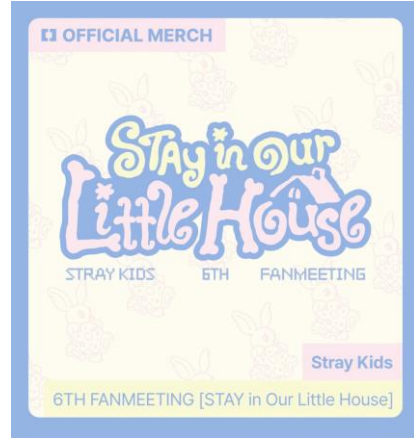 OFFICIAL MERCH
STAy in Our
Little House
STRAY KIDS 6TH FANMEETING
Stray Kids
6TH FANMEETING [STAY in Our Little House]